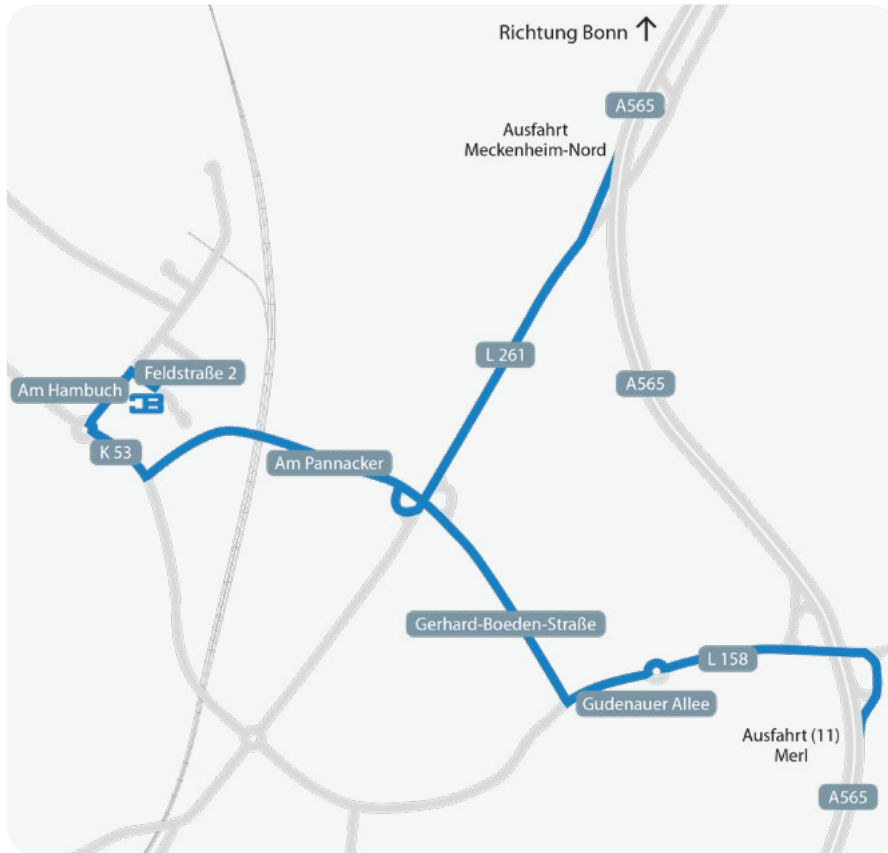 Richtung Bonn ↑
A565
Ausfahrt
Meckenheim-Nord
L 261
Feldstraße 2
A565
Am Hambuch
K 53
Am Pannacker
Gerhard-Boeden-Straße
L 158
Gudenauer Allee
Ausfahrt (11)
Merl
A565